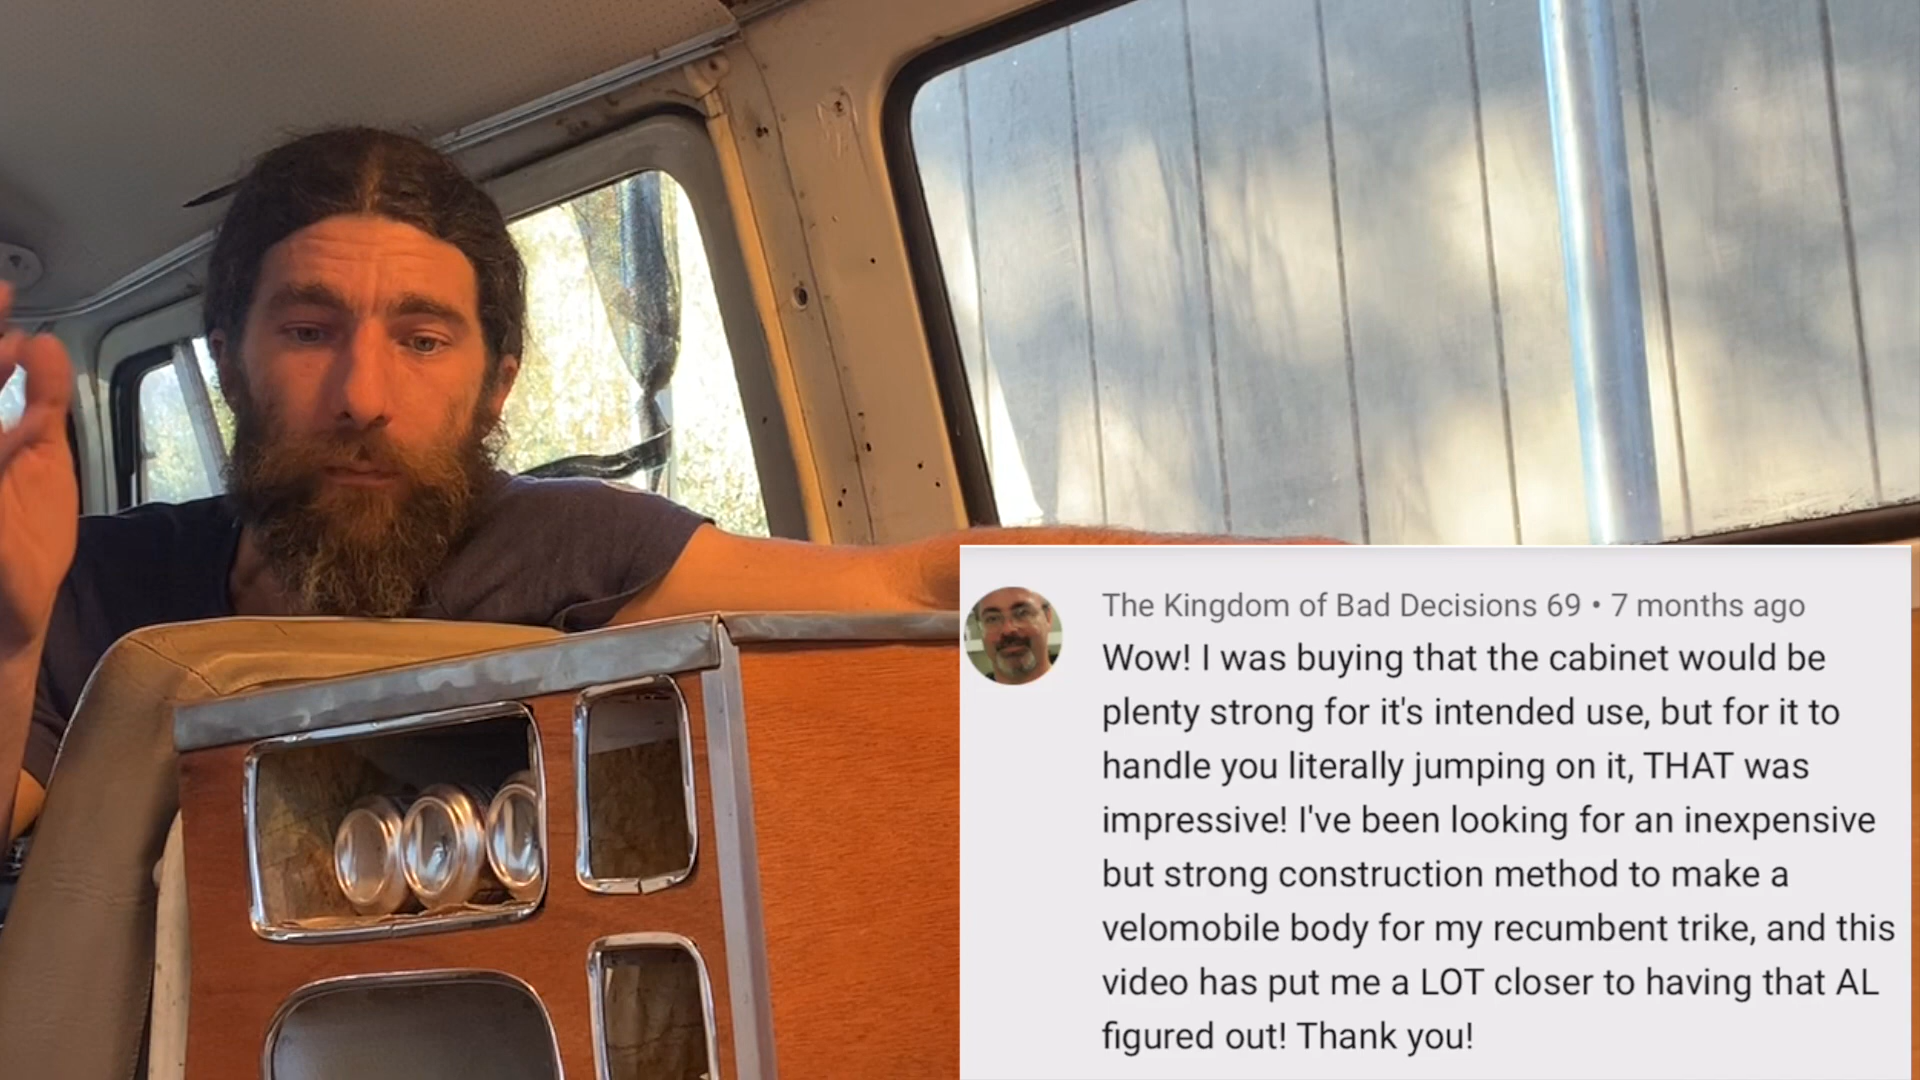 The Kingdom of Bad Decisions 69 • 7 months ago
Wow! I was buying that the cabinet would be
plenty strong for it's intended use, but for it to
handle you literally jumping on it, THAT was
impressive! I've been looking for an inexpensive
but strong construction method to make a
velomobile body for my recumbent trike, and this
video has put me a LOT closer to having that AL
figured out! Thank you!